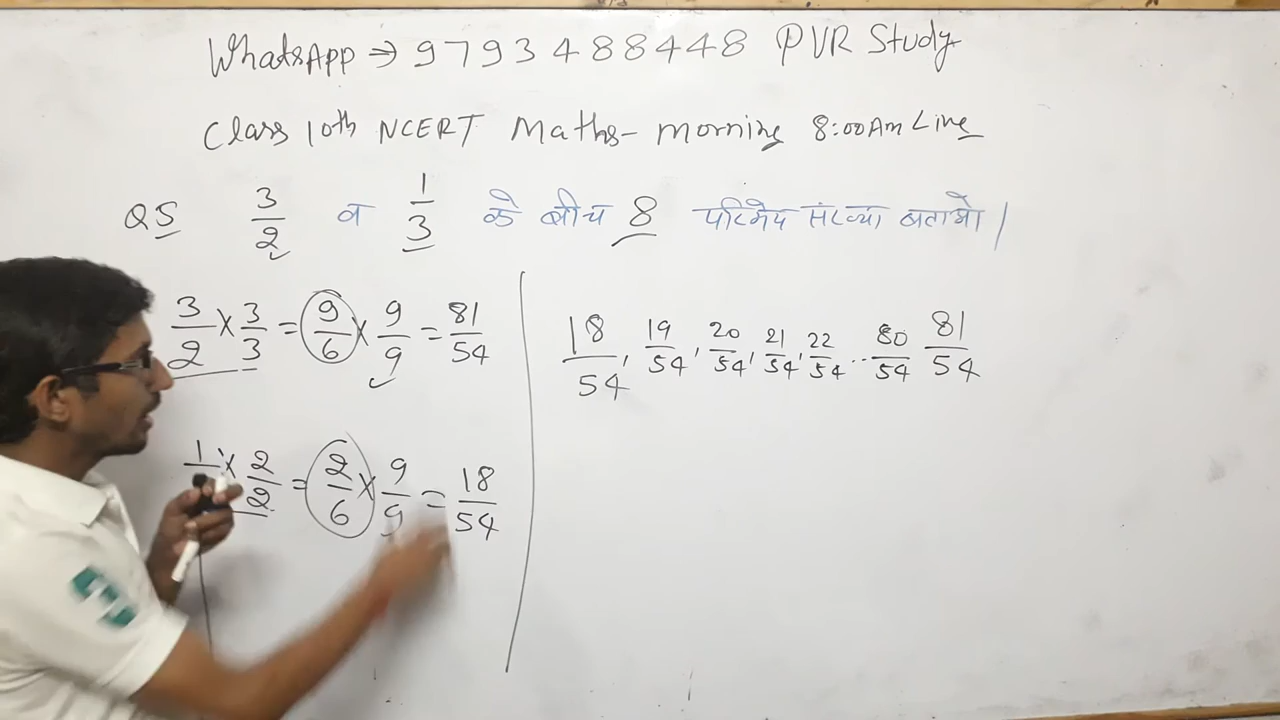 WhatsApp → 9793488448 PVR Study
Class 10th NCERT Maths- morning 8:00Am Live
Q5 3/2 व 1/3 के बीच 8 परिमेय संख्या बताओ।
3/2 × 3/3 = 9/6 × 9/9 = 81/54
1/ × 2/2 = 2/6 × 9/9 = 18/54
18/54, 19/54, 20/54, 21/54, 22/54 .. 80/54 81/54